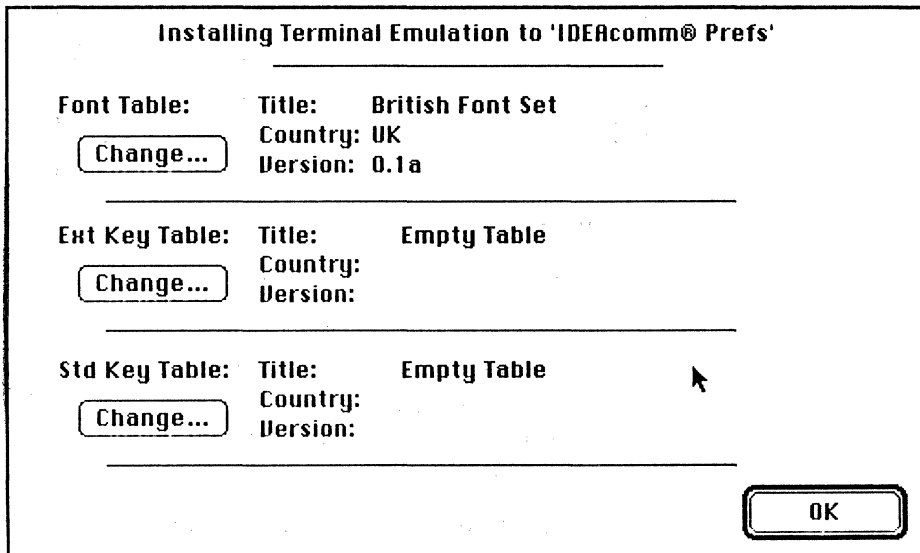 Installing Terminal Emulation to 'IDEAcomm® Prefs'
Font Table: Title: British Font Set
Country: UK
Change...
Version: 0.1a
Ext Key Table: Title: Empty Table
Country:
Change...
Version:
Std Key Table: Title: Empty Table
Country:
Change...
Version:
OK